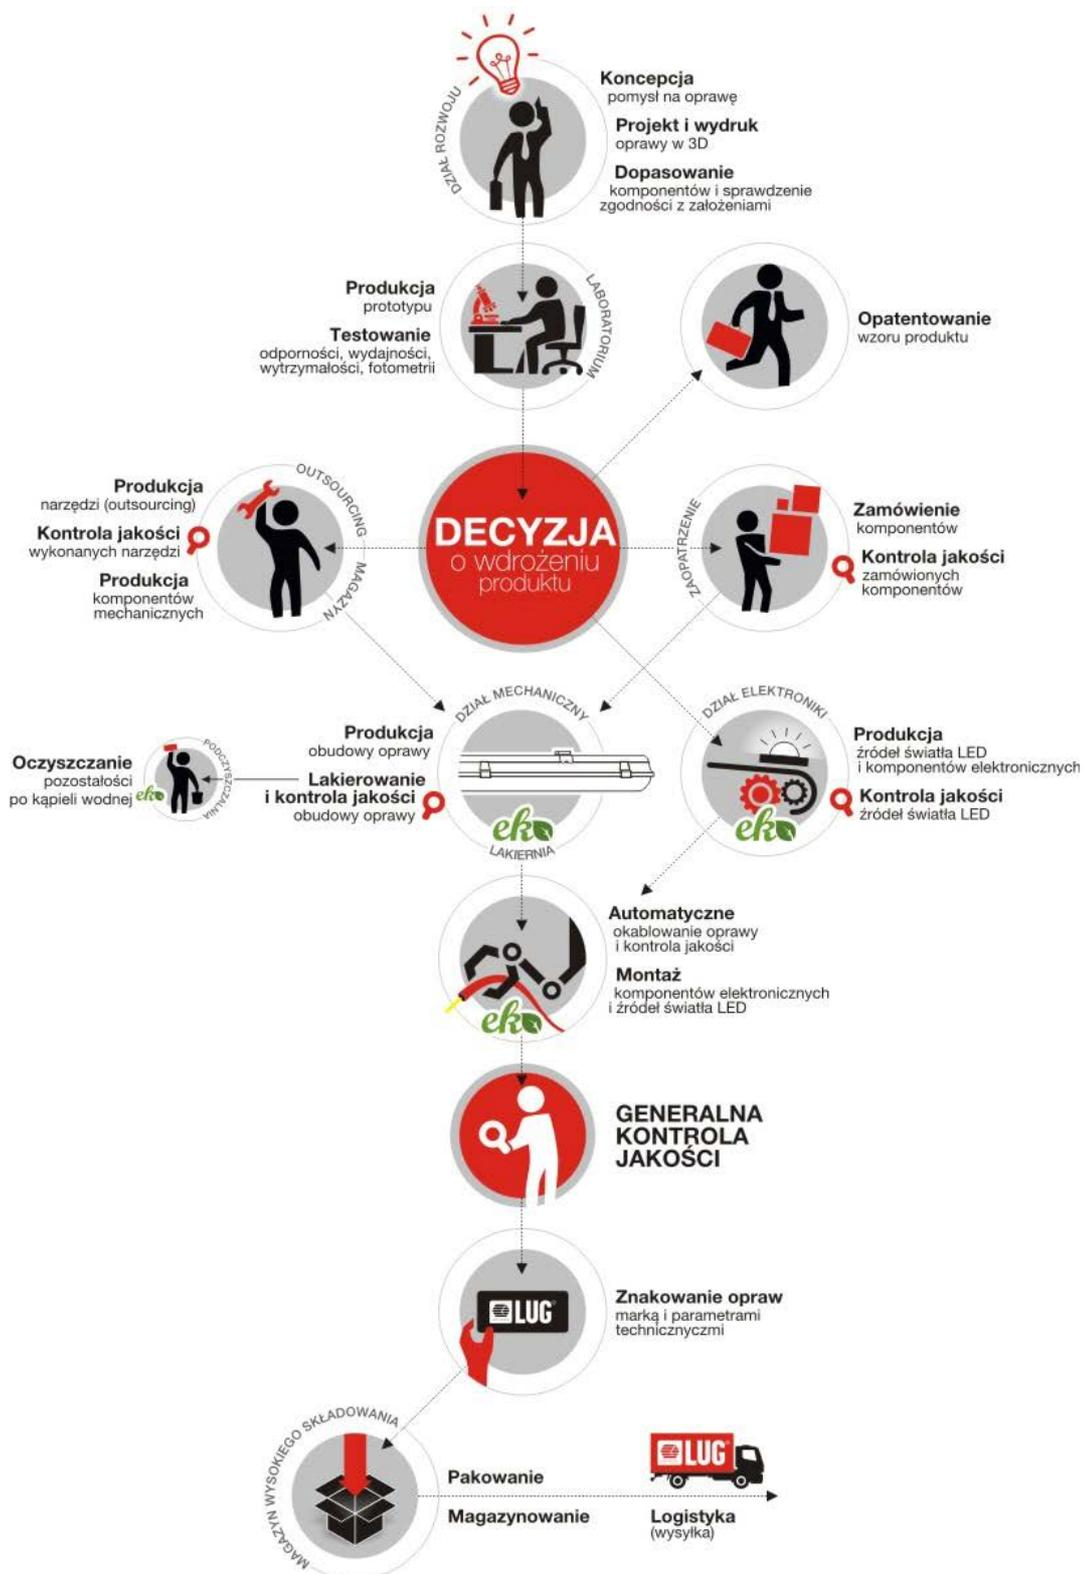 DZIAŁ ROZWOJU
Koncepcja
pomysł na oprawę
Projekt i wydruk
oprawy w 3D
Dopasowanie
komponentów i sprawdzenie
zgodności z założeniami
Produkcja
prototypu
Testowanie
odporności, wydajności,
wytrzymałości, fotometrii
LABORATORIUM
Opatentowanie
wzoru produktu
Produkcja
narzędzi (outsourcing)
Kontrola jakości
wykonanych narzędzi
Produkcja
komponentów
mechanicznych
OUTSOURCING
MAGAZYN
DECYZJA
o wdrożeniu
produktu
ZAOPATRZENIE
Zamówienie
komponentów
Kontrola jakości
zamówionych
komponentów
Oczyszczanie
pozostałości
po kąpieli wodnej
eko
PODCZYSZCZALNIA
Produkcja
obudowy oprawy
Lakierowanie
i kontrola jakości
obudowy oprawy
DZIAŁ MECHANICZNY
eko
LAKIERNIA
DZIAŁ ELEKTRONIKI
eko
Produkcja
źródeł światła LED
i komponentów elektronicznych
Kontrola jakości
źródeł światła LED
eko
Automatyczne
okablowanie oprawy
i kontrola jakości
Montaż
komponentów elektronicznych
i źródeł światła LED
GENERALNA
KONTROLA
JAKOŚCI
LUG
Znakowanie opraw
marką i parametrami
technicznyczmi
MAGAZYN WYSOKIEGO SKŁADOWANIA
Pakowanie
Magazynowanie
LUG
Logistyka
(wysyłka)